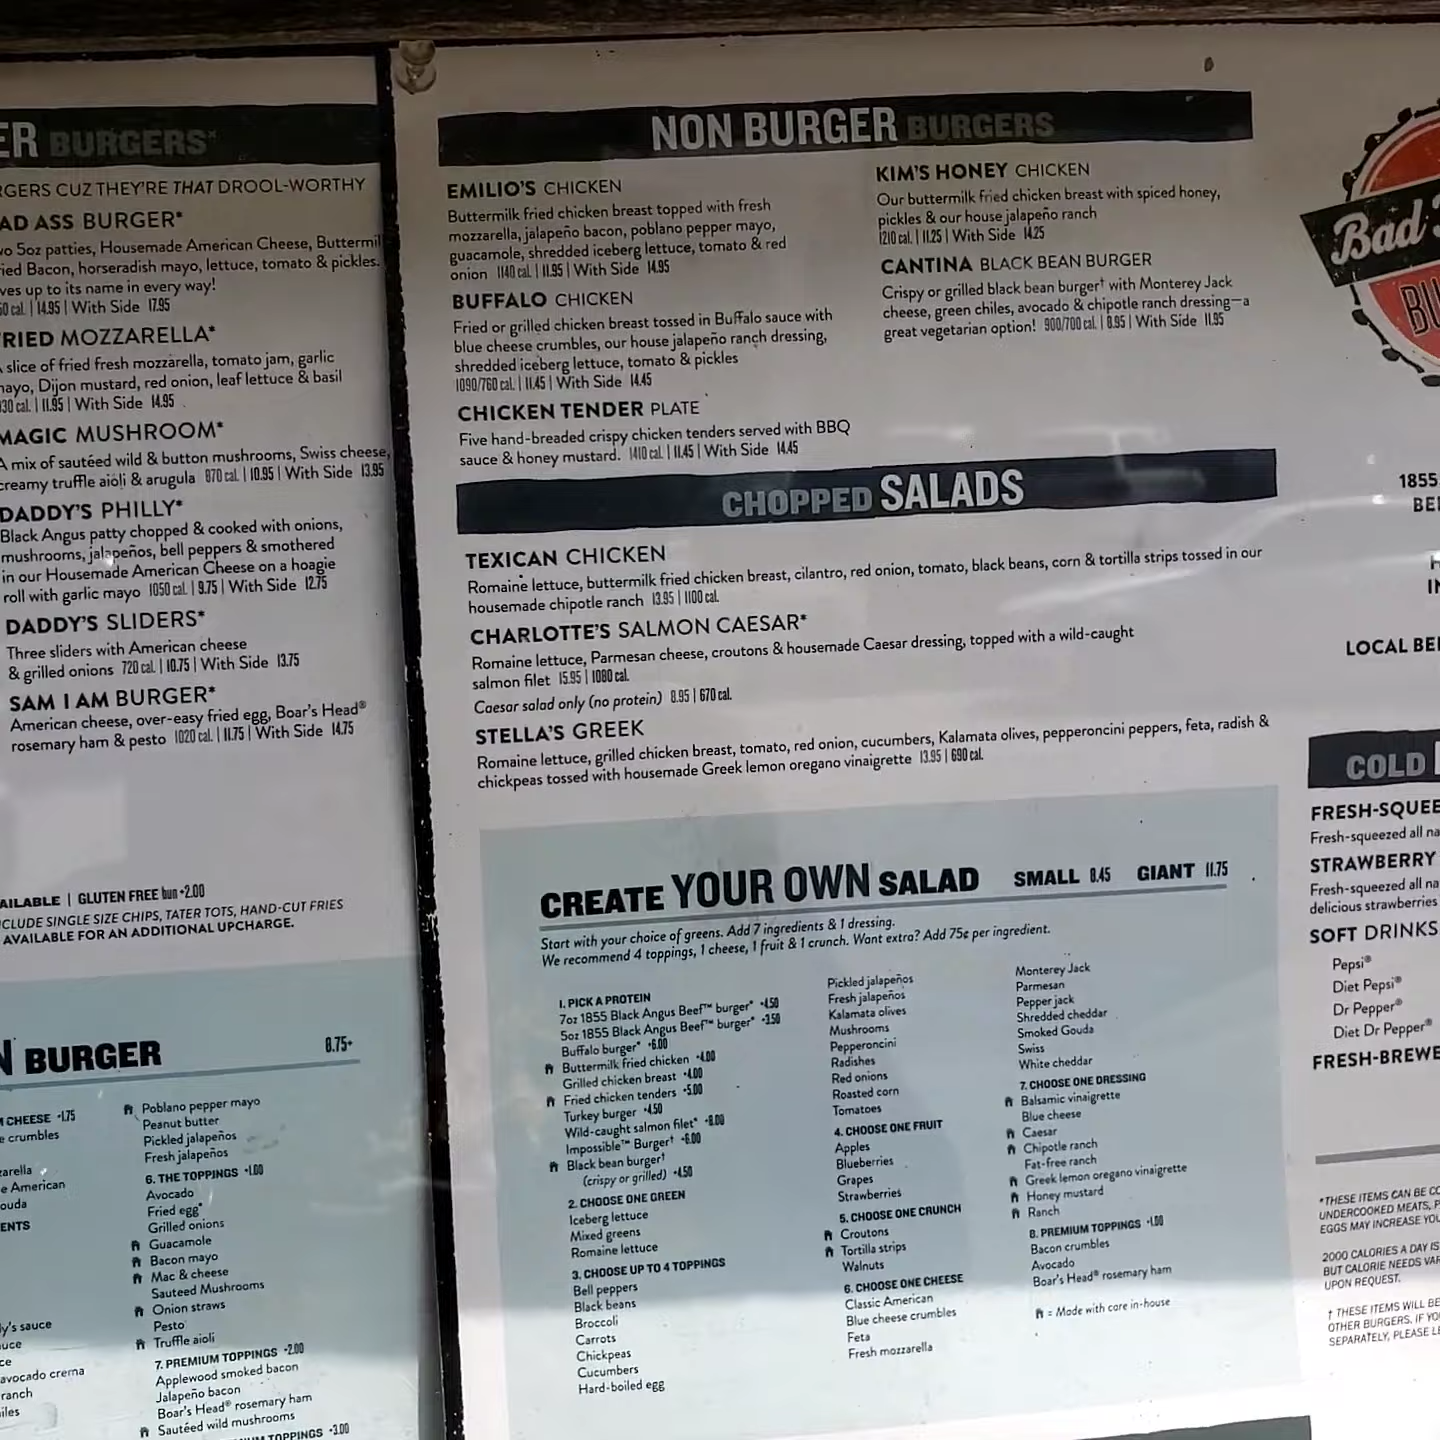 ER BURGERS*
RGERS CUZ THEY'RE THAT DROOL-WORTHY
AD ASS BURGER*
wo 5oz patties, Housemade American Cheese, Buttermil
ried Bacon, horseradish mayo, lettuce, tomato & pickles.
ves up to its name in every way!
cal. | 14.95 | With Side 17.95
FRIED MOZZARELLA*
A slice of fried fresh mozzarella, tomato jam, garlic
mayo, Dijon mustard, red onion, leaf lettuce & basil
930 cal. | 11.95 | With Side 14.95
MAGIC MUSHROOM*
A mix of sautéed wild & button mushrooms, Swiss cheese,
creamy truffle aioli & arugula 870 cal. | 10.95 | With Side 13.95
DADDY'S PHILLY*
Black Angus patty chopped & cooked with onions,
mushrooms, jalapeños, bell peppers & smothered
in our Housemade American Cheese on a hoagie
roll with garlic mayo 1050 cal. | 9.75 | With Side 12.75
DADDY'S SLIDERS*
Three sliders with American cheese
& grilled onions 720 cal. | 10.75 | With Side 13.75
SAM I AM BURGER*
American cheese, over-easy fried egg, Boar's Head®
rosemary ham & pesto 1020 cal. | 11.75 | With Side 14.75
AILABLE | GLUTEN FREE bun +2.00
CLUDE SINGLE SIZE CHIPS, TATER TOTS, HAND-CUT FRIES
AVAILABLE FOR AN ADDITIONAL UPCHARGE.
N BURGER 8.75+
CHEESE +1.75
e crumbles
zarella
e American
ouda
ENTS
y's sauce
uce
ce
avocado crema
ranch
iles
Poblano pepper mayo
Peanut butter
Pickled jalapeños
Fresh jalapeños
6. THE TOPPINGS +1.00
Avocado
Fried egg*
Grilled onions
Guacamole
Bacon mayo
Mac & cheese
Sauteed Mushrooms
Onion straws
Pesto
Truffle aioli
7. PREMIUM TOPPINGS +2.00
Applewood smoked bacon
Jalapeño bacon
Boar's Head® rosemary ham
Sautéed wild mushrooms
TOPPINGS +3.00
NON BURGER BURGERS
EMILIO'S CHICKEN
Buttermilk fried chicken breast topped with fresh
mozzarella, jalapeño bacon, poblano pepper mayo,
guacamole, shredded iceberg lettuce, tomato & red
onion 1140 cal. | 11.95 | With Side 14.95
BUFFALO CHICKEN
Fried or grilled chicken breast tossed in Buffalo sauce with
blue cheese crumbles, our house jalapeño ranch dressing,
shredded iceberg lettuce, tomato & pickles
1090/760 cal. | 11.45 | With Side 14.45
CHICKEN TENDER PLATE
Five hand-breaded crispy chicken tenders served with BBQ
sauce & honey mustard. 1410 cal. | 11.45 | With Side 14.45
KIM'S HONEY CHICKEN
Our buttermilk fried chicken breast with spiced honey,
pickles & our house jalapeño ranch
1210 cal. | 11.25 | With Side 14.25
CANTINA BLACK BEAN BURGER
Crispy or grilled black bean burger† with Monterey Jack
cheese, green chiles, avocado & chipotle ranch dressing—a
great vegetarian option! 900/700 cal. | 8.95 | With Side 11.95
CHOPPED SALADS
TEXICAN CHICKEN
Romaine lettuce, buttermilk fried chicken breast, cilantro, red onion, tomato, black beans, corn & tortilla strips tossed in our
housemade chipotle ranch 13.95 | 1100 cal.
CHARLOTTE'S SALMON CAESAR*
Romaine lettuce, Parmesan cheese, croutons & housemade Caesar dressing, topped with a wild-caught
salmon filet 15.95 | 1080 cal.
Caesar salad only (no protein) 8.95 | 670 cal.
STELLA'S GREEK
Romaine lettuce, grilled chicken breast, tomato, red onion, cucumbers, Kalamata olives, pepperoncini peppers, feta, radish &
chickpeas tossed with housemade Greek lemon oregano vinaigrette 13.95 | 690 cal.
CREATE YOUR OWN SALAD SMALL 8.45 GIANT 11.75
Start with your choice of greens. Add 7 ingredients & 1 dressing.
We recommend 4 toppings, 1 cheese, 1 fruit & 1 crunch. Want extra? Add 75¢ per ingredient.
1. PICK A PROTEIN
7oz 1855 Black Angus Beef™ burger* +4.50
5oz 1855 Black Angus Beef™ burger* +3.50
Buffalo burger* +6.00
Buttermilk fried chicken +4.00
Grilled chicken breast +4.00
Fried chicken tenders +5.00
Turkey burger +4.50
Wild-caught salmon filet* +8.00
Impossible™ Burger† +6.00
Black bean burger†
(crispy or grilled) +4.50
2. CHOOSE ONE GREEN
Iceberg lettuce
Mixed greens
Romaine lettuce
3. CHOOSE UP TO 4 TOPPINGS
Bell peppers
Black beans
Broccoli
Carrots
Chickpeas
Cucumbers
Hard-boiled egg
Pickled jalapeños
Fresh jalapeños
Kalamata olives
Mushrooms
Pepperoncini
Radishes
Red onions
Roasted corn
Tomatoes
4. CHOOSE ONE FRUIT
Apples
Blueberries
Grapes
Strawberries
5. CHOOSE ONE CRUNCH
Croutons
Tortilla strips
Walnuts
6. CHOOSE ONE CHEESE
Classic American
Blue cheese crumbles
Feta
Fresh mozzarella
Monterey Jack
Parmesan
Pepper jack
Shredded cheddar
Smoked Gouda
Swiss
White cheddar
7. CHOOSE ONE DRESSING
Balsamic vinaigrette
Blue cheese
Caesar
Chipotle ranch
Fat-free ranch
Greek lemon oregano vinaigrette
Honey mustard
Ranch
8. PREMIUM TOPPINGS +1.00
Bacon crumbles
Avocado
Boar's Head® rosemary ham
= Made with care in-house
Bad
BU
1855
BEE
IN
LOCAL BEE
COLD
FRESH-SQUEE
Fresh-squeezed all na
STRAWBERRY
Fresh-squeezed all na
delicious strawberries
SOFT DRINKS
Pepsi®
Diet Pepsi®
Dr Pepper®
Diet Dr Pepper®
FRESH-BREWE
*THESE ITEMS CAN BE CO
UNDERCOOKED MEATS, P
EGGS MAY INCREASE YOU
2000 CALORIES A DAY IS
BUT CALORIE NEEDS VAR
UPON REQUEST.
† THESE ITEMS WILL BE
OTHER BURGERS. IF YO
SEPARATELY, PLEASE LE